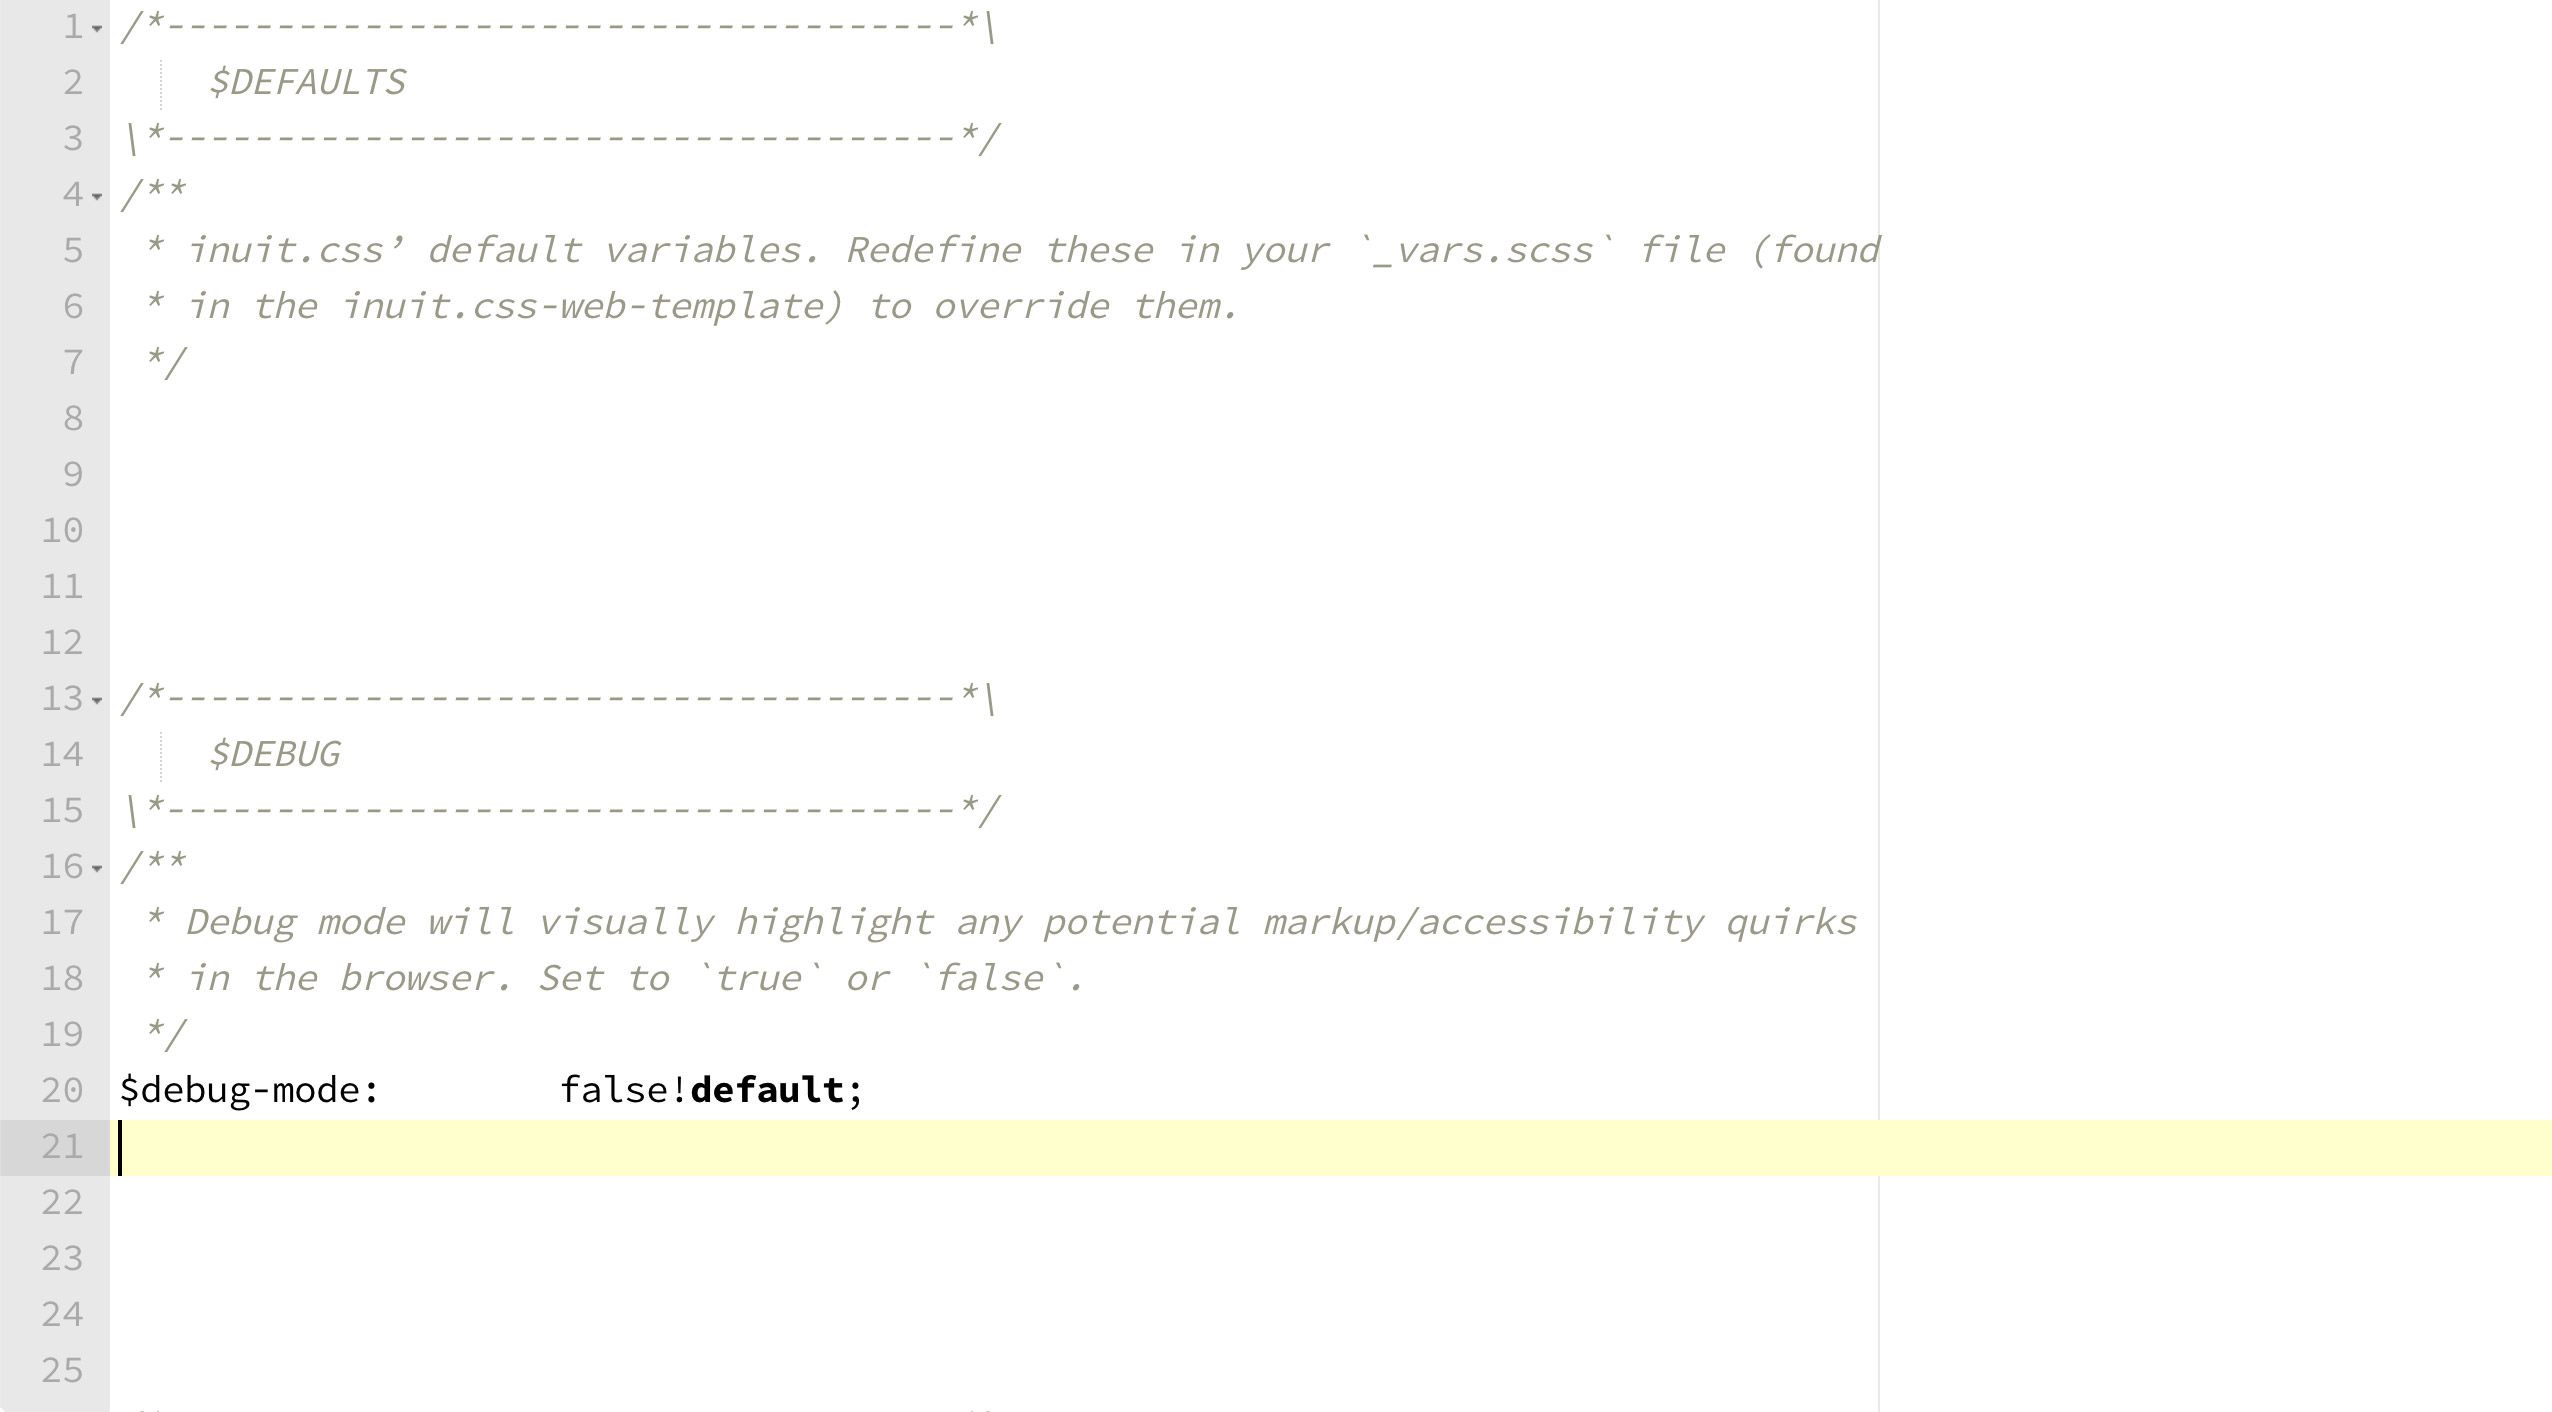 1 /*------------------------------------*\
2 $DEFAULTS
3 \*------------------------------------*/
4 /**
5  * inuit.css’ default variables. Redefine these in your `_vars.scss` file (found
6  * in the inuit.css-web-template) to override them.
7  */
8
9
10
11
12
13 /*------------------------------------*\
14 $DEBUG
15 \*------------------------------------*/
16 /**
17  * Debug mode will visually highlight any potential markup/accessibility quirks
18  * in the browser. Set to `true` or `false`.
19  */
20 $debug-mode:        false!default;
21
22
23
24
25